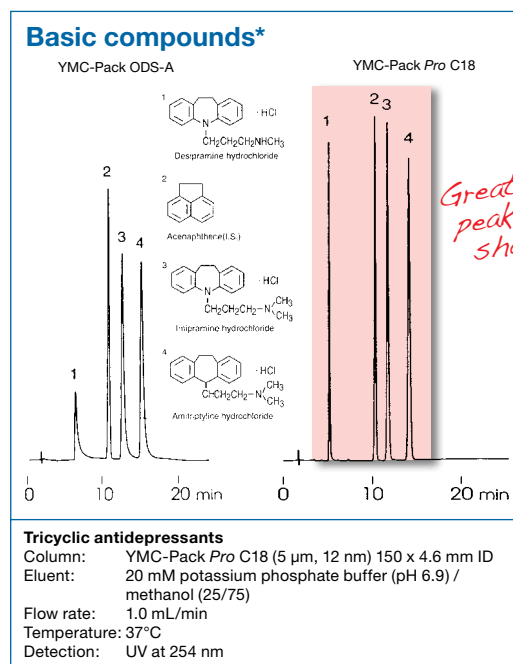 Basic compounds*
YMC-Pack ODS-A
YMC-Pack Pro C18
1
· HCl
N
CH₂CH₂CH₂NHCH₃
Desipramine hydrochloride
2
Acenaphthene(I.S.)
3
· HCl
N
CH₂CH₂CH₂–N
CH₃
CH₃
Imipramine hydrochloride
4
· HCl
CHCH₂CH₂–N
CH₃
CH₃
Amitriptyline hydrochloride
1
2
3
4
0 10 20 min
1
2 3
4
0 10 20 min
Great
peak
Tricyclic antidepressants
Column: YMC-Pack Pro C18 (5 µm, 12 nm) 150 x 4.6 mm ID
Eluent: 20 mM potassium phosphate buffer (pH 6.9) /
methanol (25/75)
Flow rate: 1.0 mL/min
Temperature: 37°C
Detection: UV at 254 nm